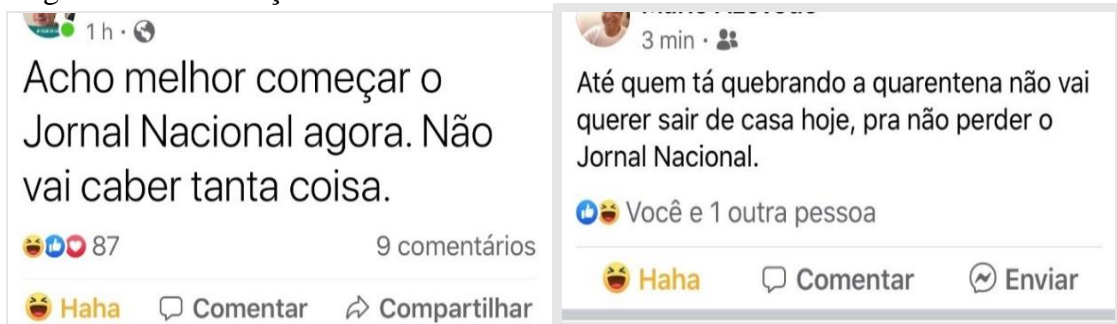 1 h ·
Acho melhor começar o
Jornal Nacional agora. Não
vai caber tanta coisa.
87 9 comentários
Haha Comentar Compartilhar
3 min ·
Até quem tá quebrando a quarentena não vai
querer sair de casa hoje, pra não perder o
Jornal Nacional.
Você e 1 outra pessoa
Haha Comentar Enviar